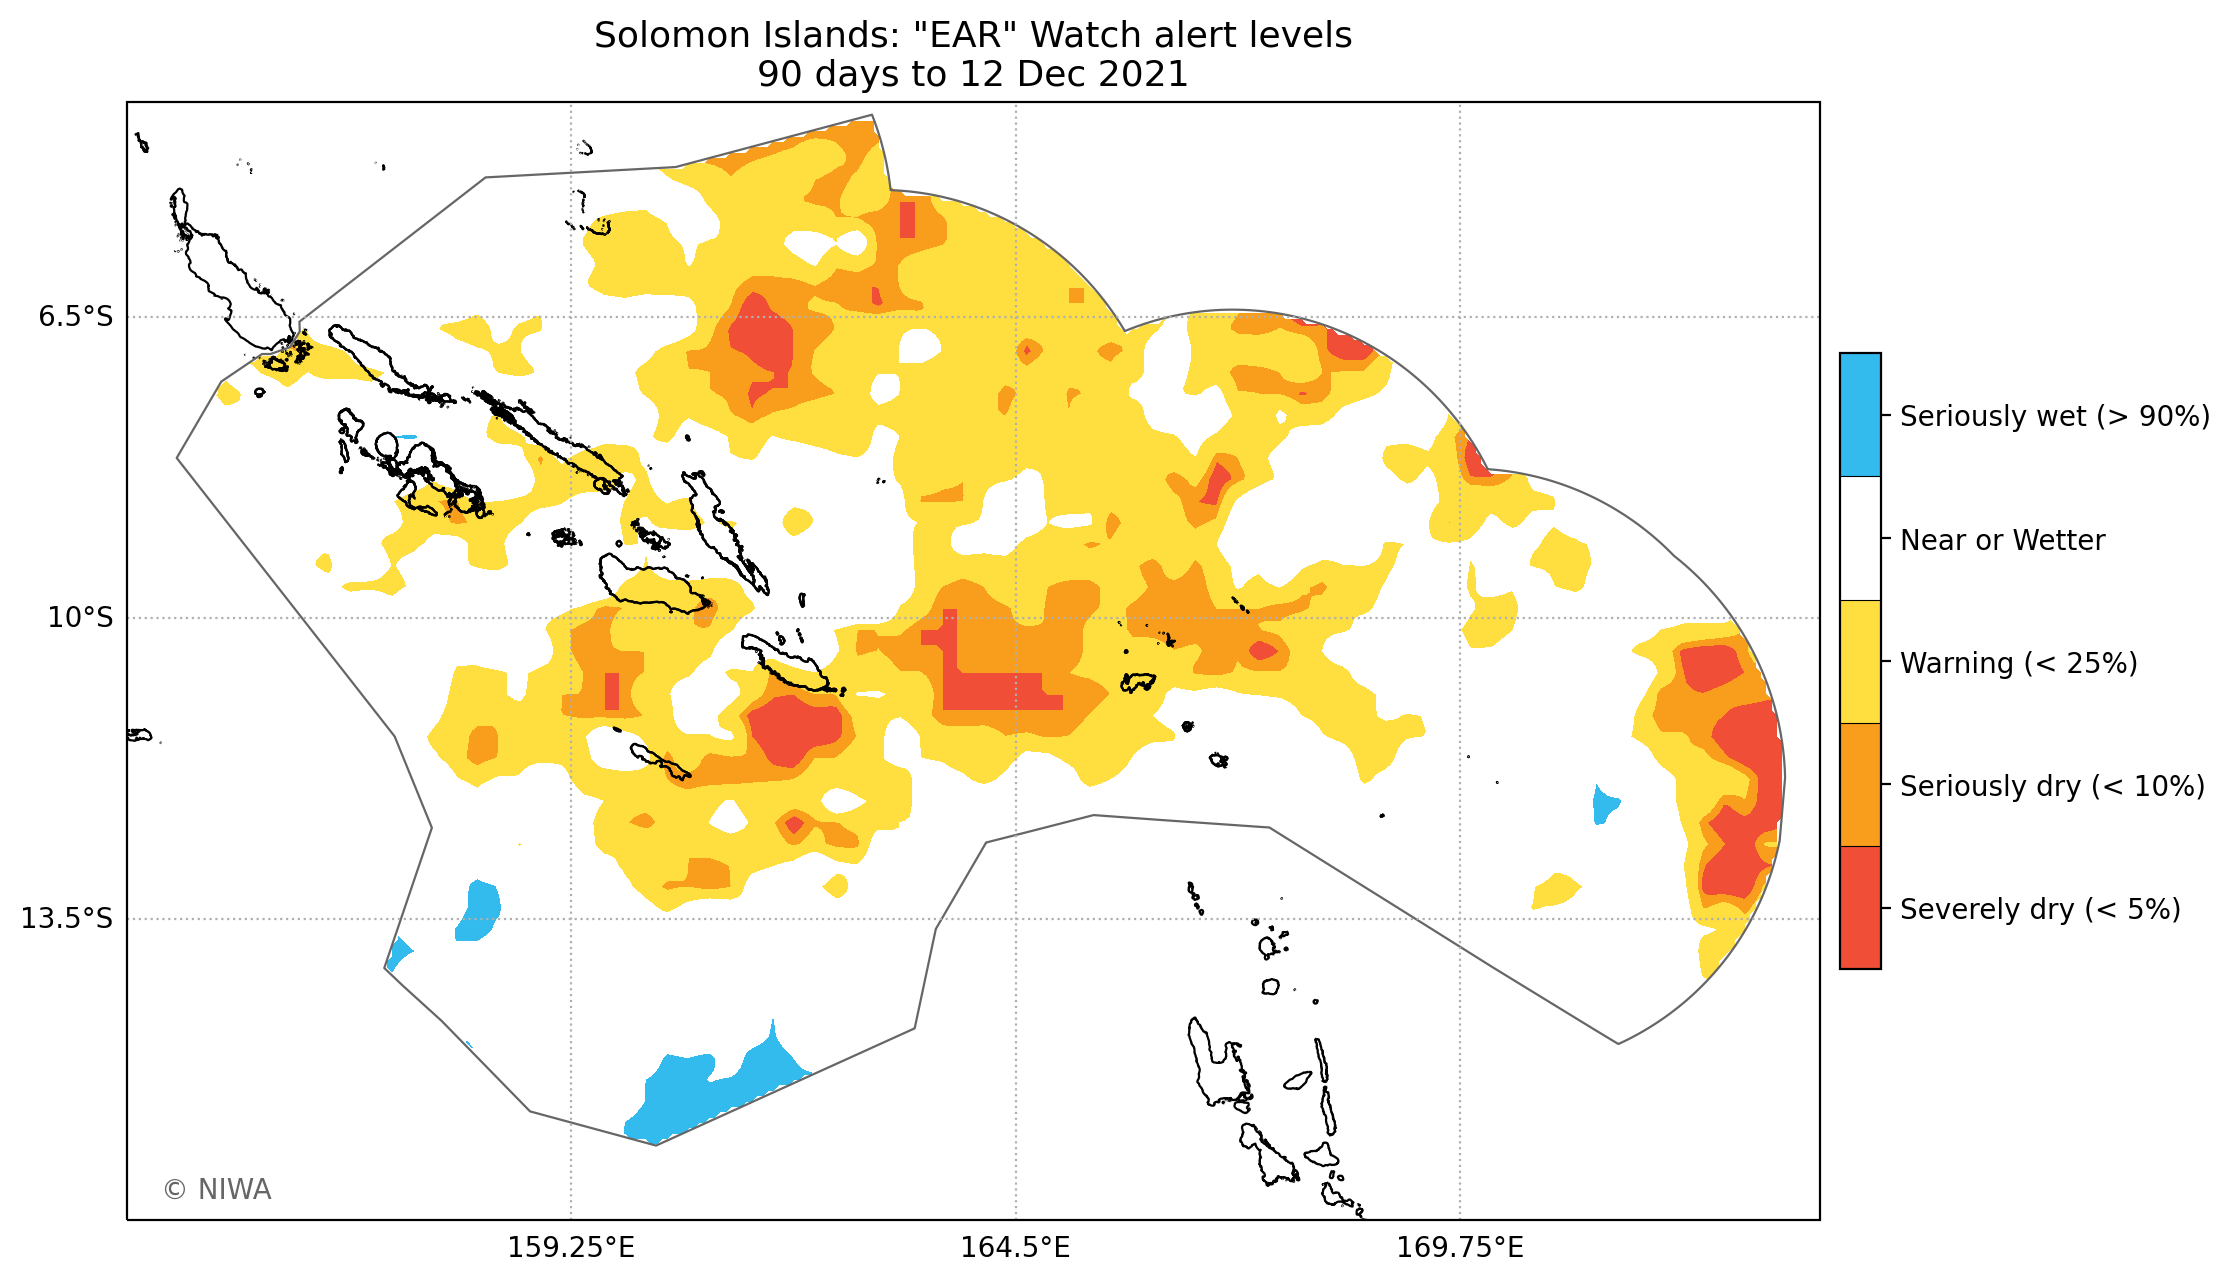 Solomon Islands: "EAR" Watch alert levels
90 days to 12 Dec 2021
6.5°S
10°S
13.5°S
159.25°E
164.5°E
169.75°E
Seriously wet (> 90%)
Near or Wetter
Warning (< 25%)
Seriously dry (< 10%)
Severely dry (< 5%)
© NIWA